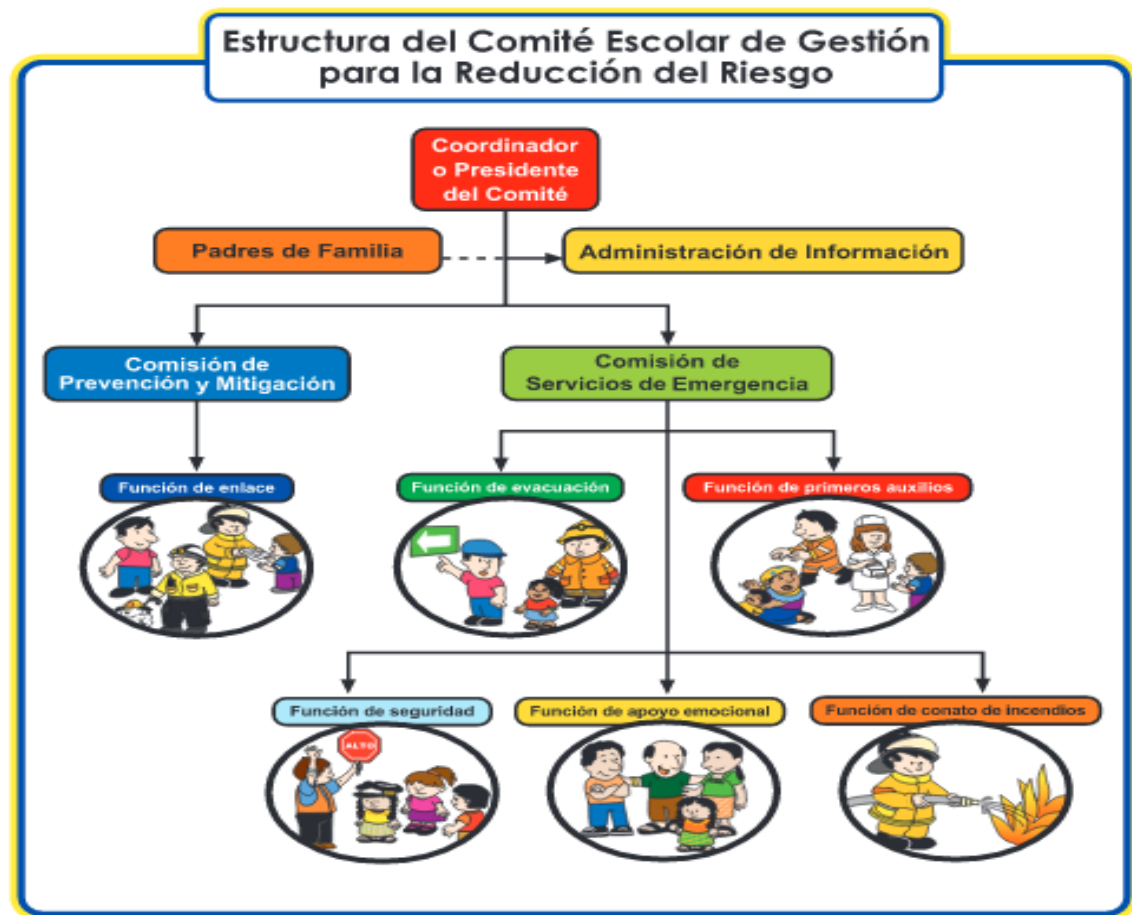 Estructura del Comité Escolar de Gestión
para la Reducción del Riesgo
Coordinador
o Presidente
del Comité
Padres de Familia
Administración de Información
Comisión de
Prevención y Mitigación
Comisión de
Servicios de Emergencia
Función de enlace
Función de evacuación
Función de primeros auxilios
Función de seguridad
Función de apoyo emocional
Función de conato de incendios
ALTO